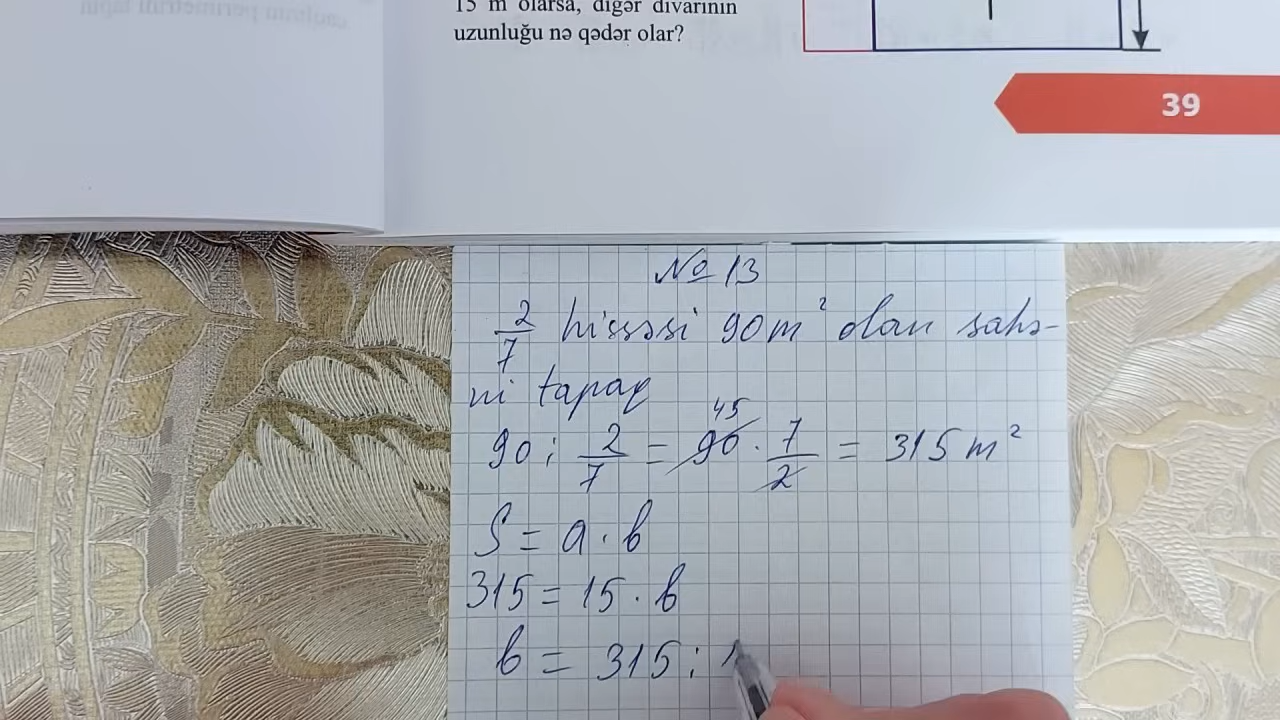 15 m olarsa, digər divarının
uzunluğu nə qədər olar?
39
№ 13
2/7 hissəsi 90 m² olan sahə-
ni tapaq
90 : 2/7 = 90 · 7/2 = 315 m²
45
S = a · b
315 = 15 · b
b = 315 : 1